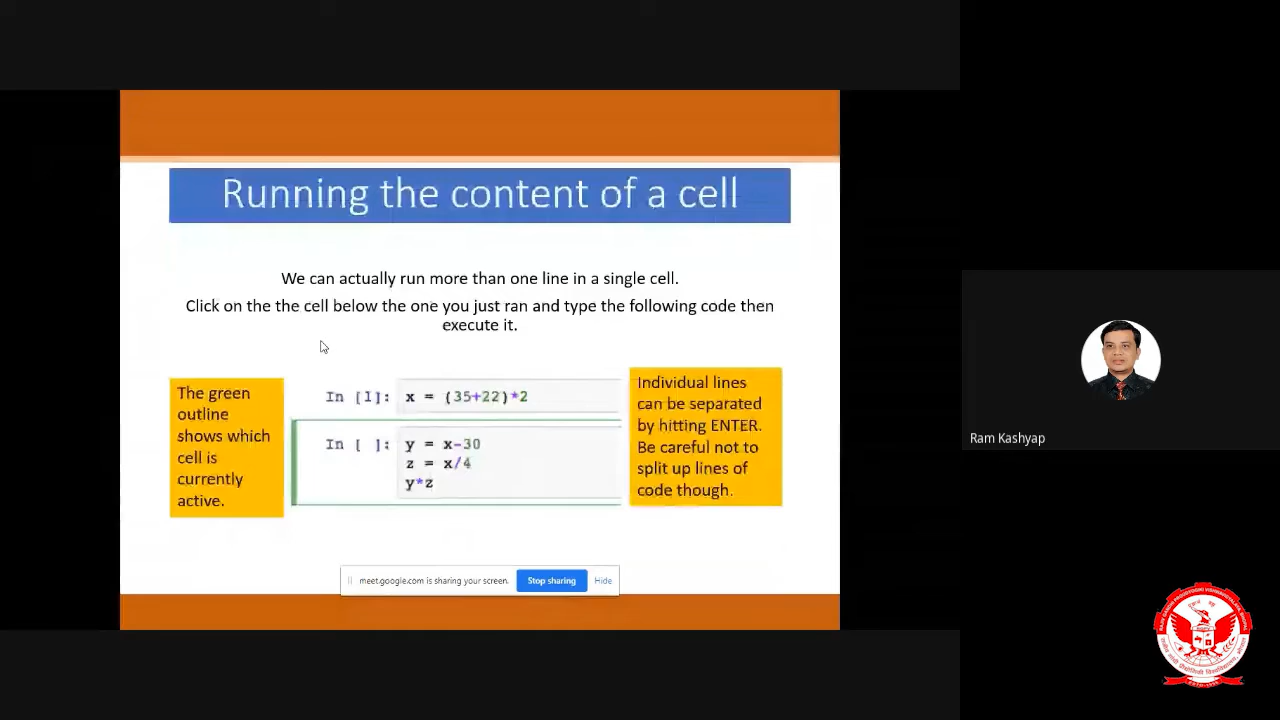 Running the content of a cell
We can actually run more than one line in a single cell.
Click on the the cell below the one you just ran and type the following code then
execute it.
The green
outline
shows which
cell is
currently
active.
In [1]: x = (35+22)*2
In [ ]: y = x-30
z = x/4
y*z
Individual lines
can be separated
by hitting ENTER.
Be careful not to
split up lines of
code though.
meet.google.com is sharing your screen. Stop sharing Hide
Ram Kashyap